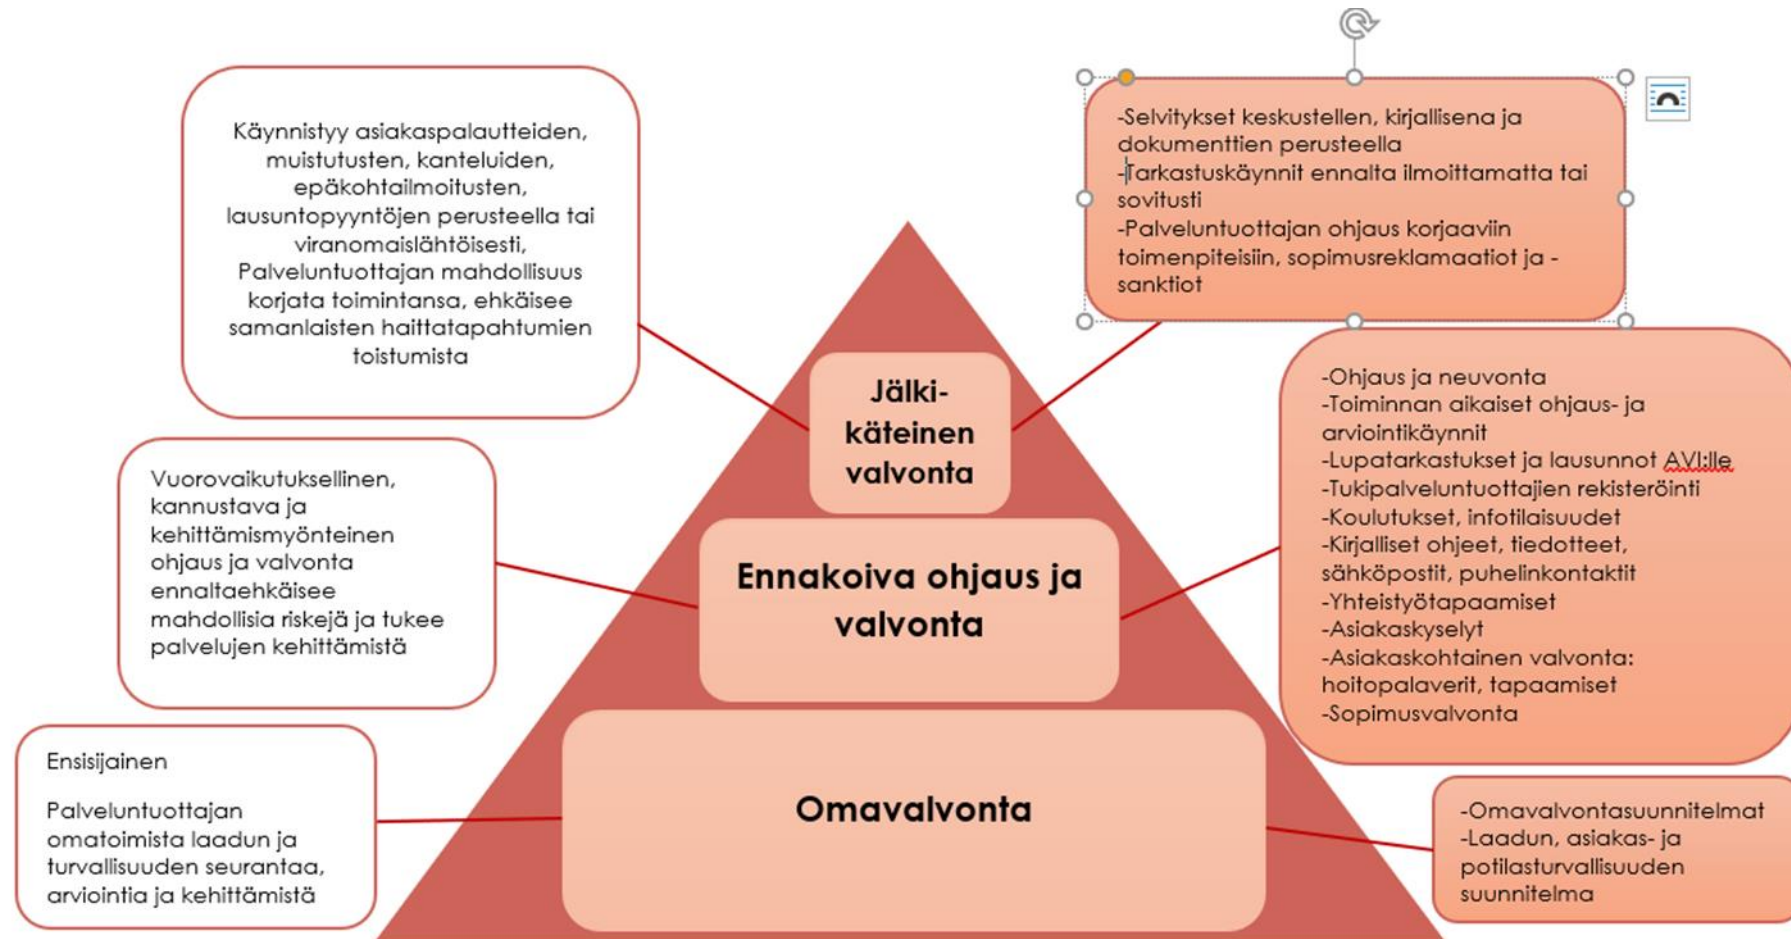 Käynnistyy asiakaspalautteiden,
muistutusten, kanteluiden,
epäkohtailmoitusten,
lausuntopyyntöjen perusteella tai
viranomaislähtöisesti,
Palveluntuottajan mahdollisuus
korjata toimintansa, ehkäisee
samanlaisten haittatapahtumien
toistumista
-Selvitykset keskustellen, kirjallisena ja
dokumenttien perusteella
-Tarkastuskäynnit ennalta ilmoittamatta tai
sovitusti
-Palveluntuottajan ohjaus korjaaviin
toimenpiteisiin, sopimusreklamaatiot ja -
sanktiot
Jälki-
käteinen
valvonta
Vuorovaikutuksellinen,
kannustava ja
kehittämismyönteinen
ohjaus ja valvonta
ennaltaehkäisee
mahdollisia riskejä ja tukee
palvelujen kehittämistä
Ennakoiva ohjaus ja
valvonta
-Ohjaus ja neuvonta
-Toiminnan aikaiset ohjaus- ja
arviointikäynnit
-Lupatarkastukset ja lausunnot AVI:lle
-Tukipalveluntuottajien rekisteröinti
-Koulutukset, infotilaisuudet
-Kirjalliset ohjeet, tiedotteet,
sähköpostit, puhelinkontaktit
-Yhteistyötapaamiset
-Asiakaskyselyt
-Asiakaskohtainen valvonta:
hoitopalaverit, tapaamiset
-Sopimusvalvonta
Ensisijainen
Palveluntuottajan
omatoimista laadun ja
turvallisuuden seurantaa,
arviointia ja kehittämistä
Omavalvonta
-Omavalvontasuunnitelmat
-Laadun, asiakas- ja
potilasturvallisuuden
suunnitelma